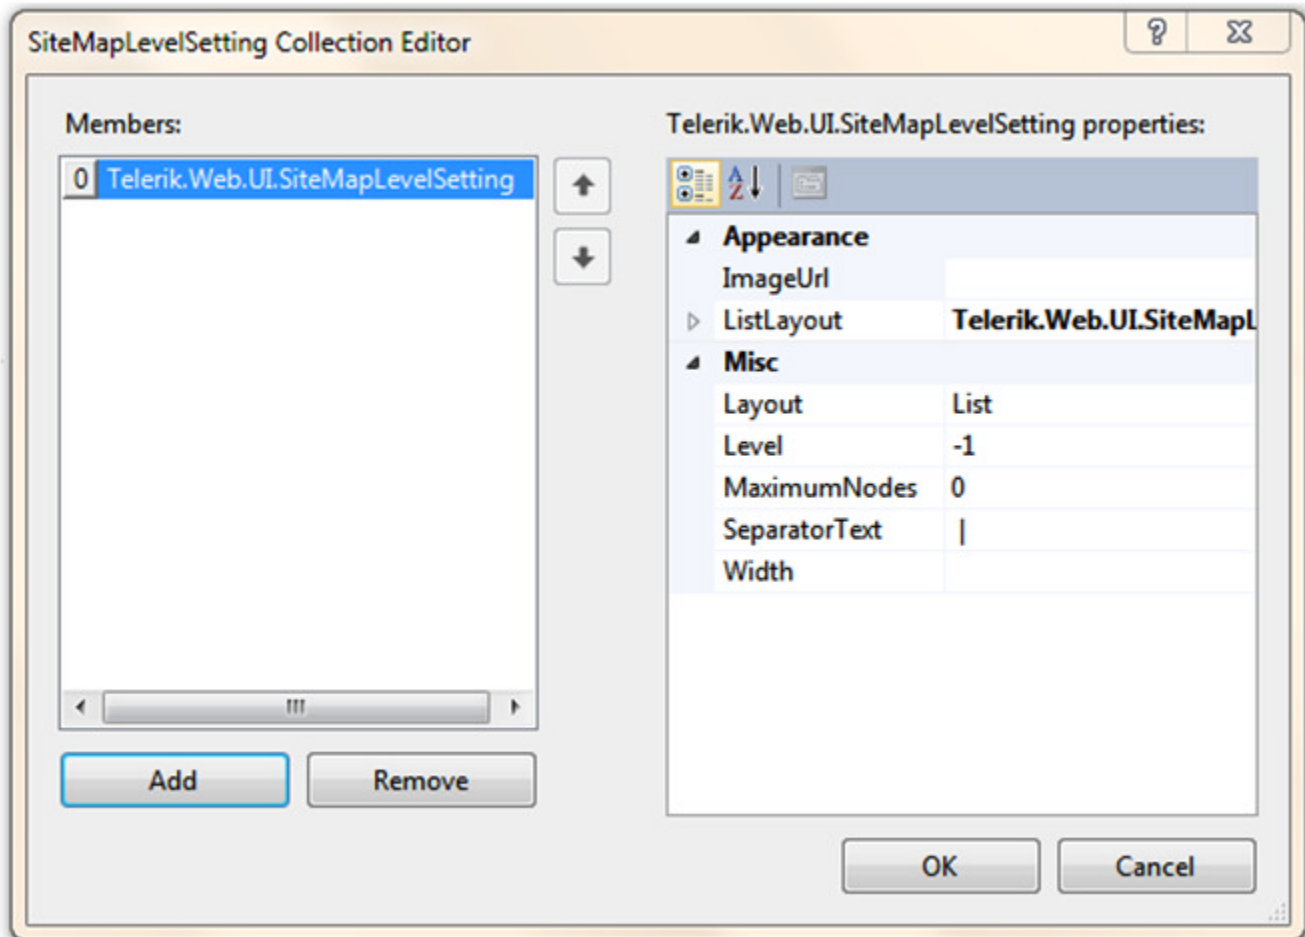 SiteMapLevelSetting Collection Editor
Members:
Telerik.Web.UI.SiteMapLevelSetting properties:
0 Telerik.Web.UI.SiteMapLevelSetting
A
Z
Appearance
ImageUrl
ListLayout Telerik.Web.UI.SiteMapL
Misc
Layout List
Level -1
MaximumNodes 0
SeparatorText |
Width
Add Remove
OK Cancel